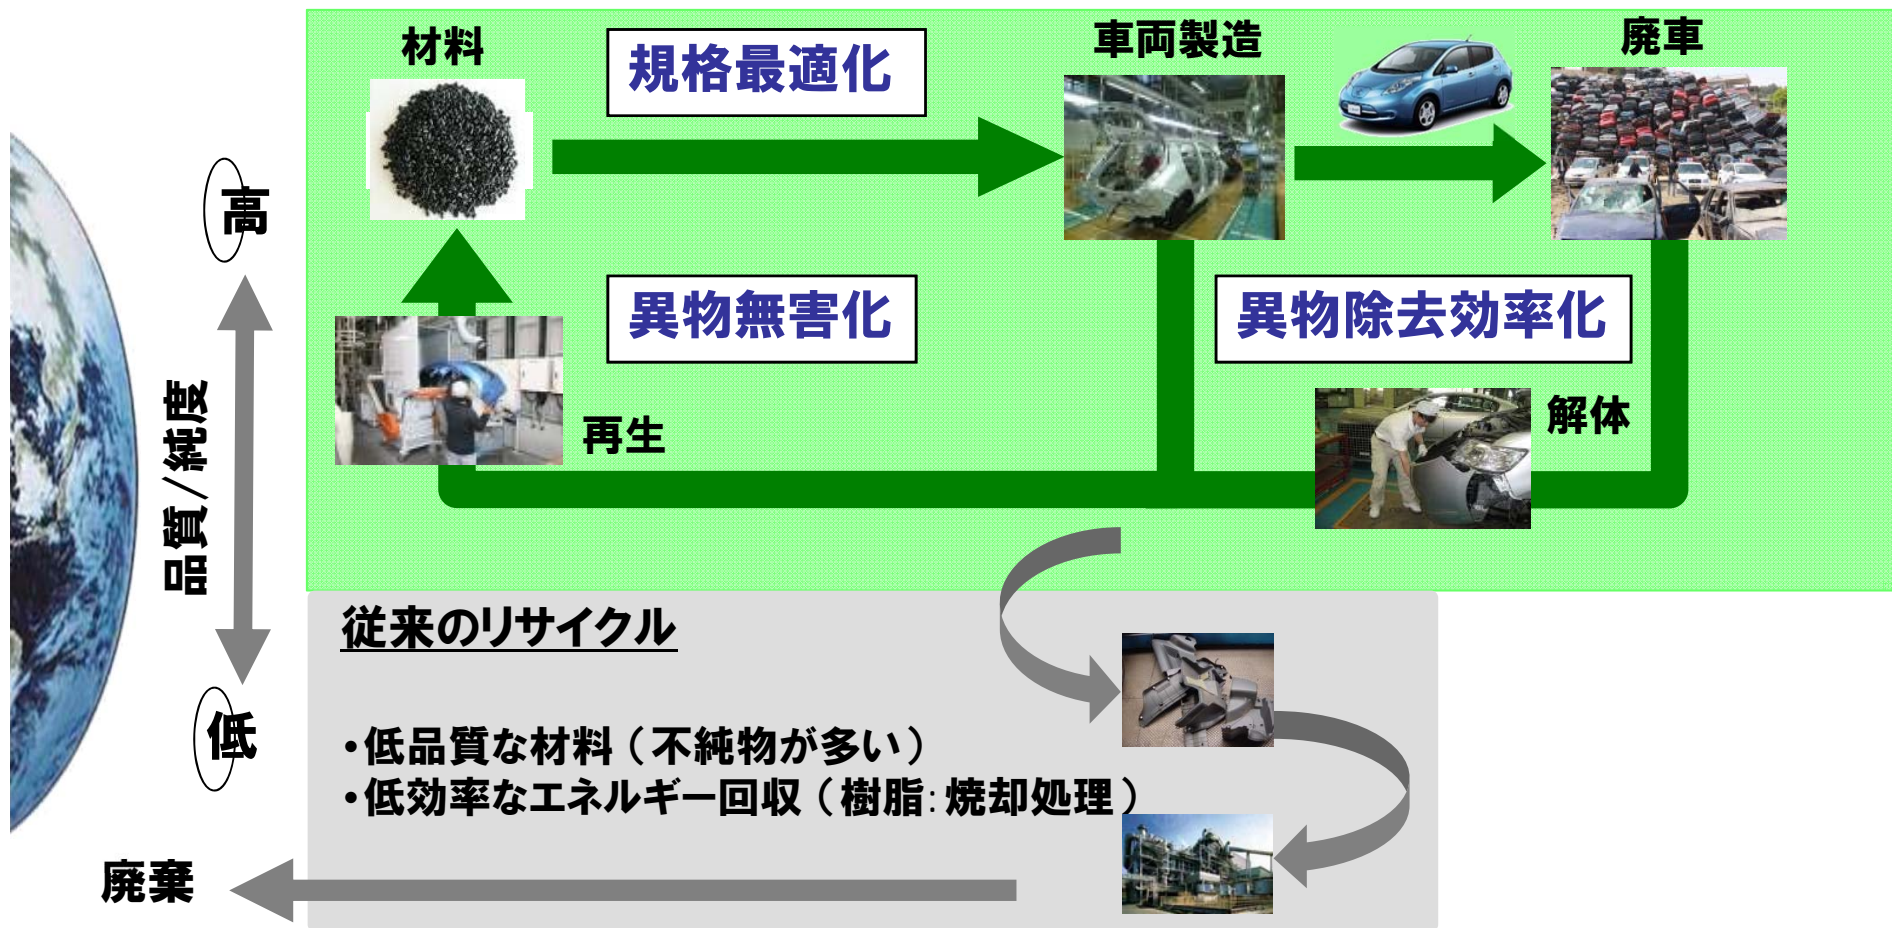 材料
規格最適化
車両製造
廃車
高
異物無害化
異物除去効率化
再生
解体
品質/純度
従来のリサイクル
低
・低品質な材料（不純物が多い）
・低効率なエネルギー回収（樹脂：焼却処理）
廃棄